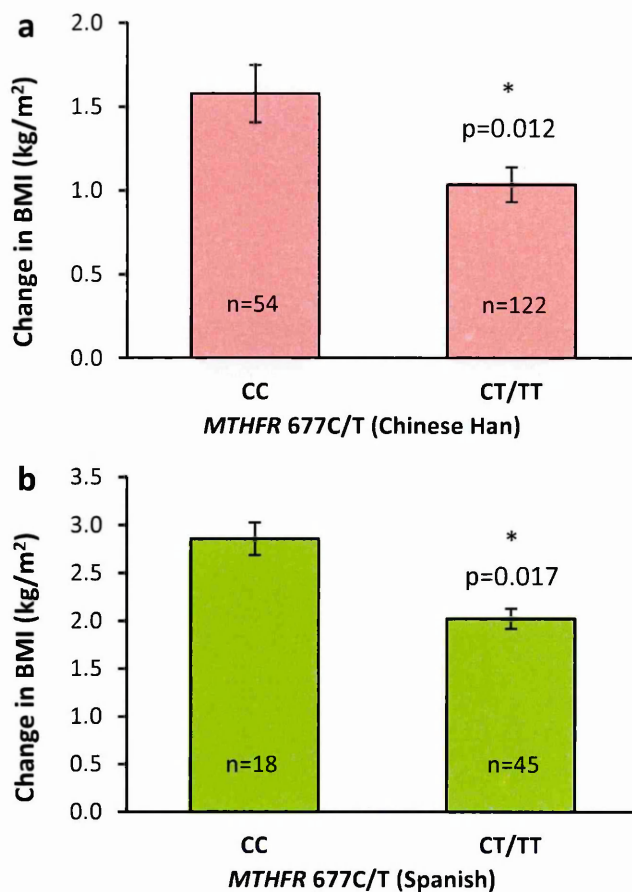 a
Change in BMI (kg/m²)
2.0
1.5
1.0
0.5
0.0
*
p=0.012
n=54
n=122
CC
CT/TT
MTHFR 677C/T (Chinese Han)
b
Change in BMI (kg/m²)
3.5
3.0
2.5
2.0
1.5
1.0
0.5
0.0
*
p=0.017
n=18
n=45
CC
CT/TT
MTHFR 677C/T (Spanish)